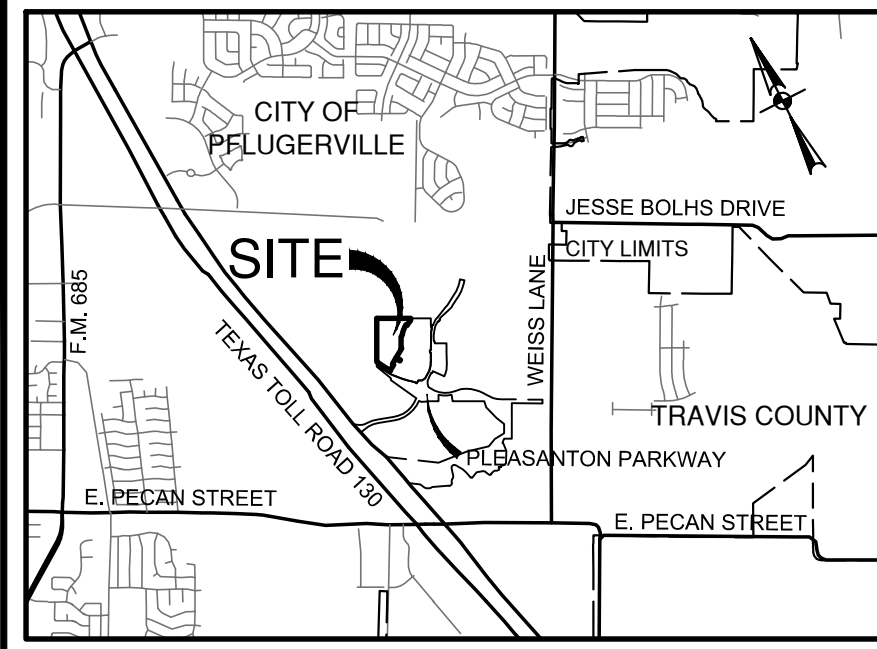 CITY OF
PFLUGERVILLE
JESSE BOLHS DRIVE
SITE
CITY LIMITS
F.M. 685
WEISS LANE
TEXAS TOLL ROAD 130
TRAVIS COUNTY
PLEASANTON PARKWAY
E. PECAN STREET
E. PECAN STREET